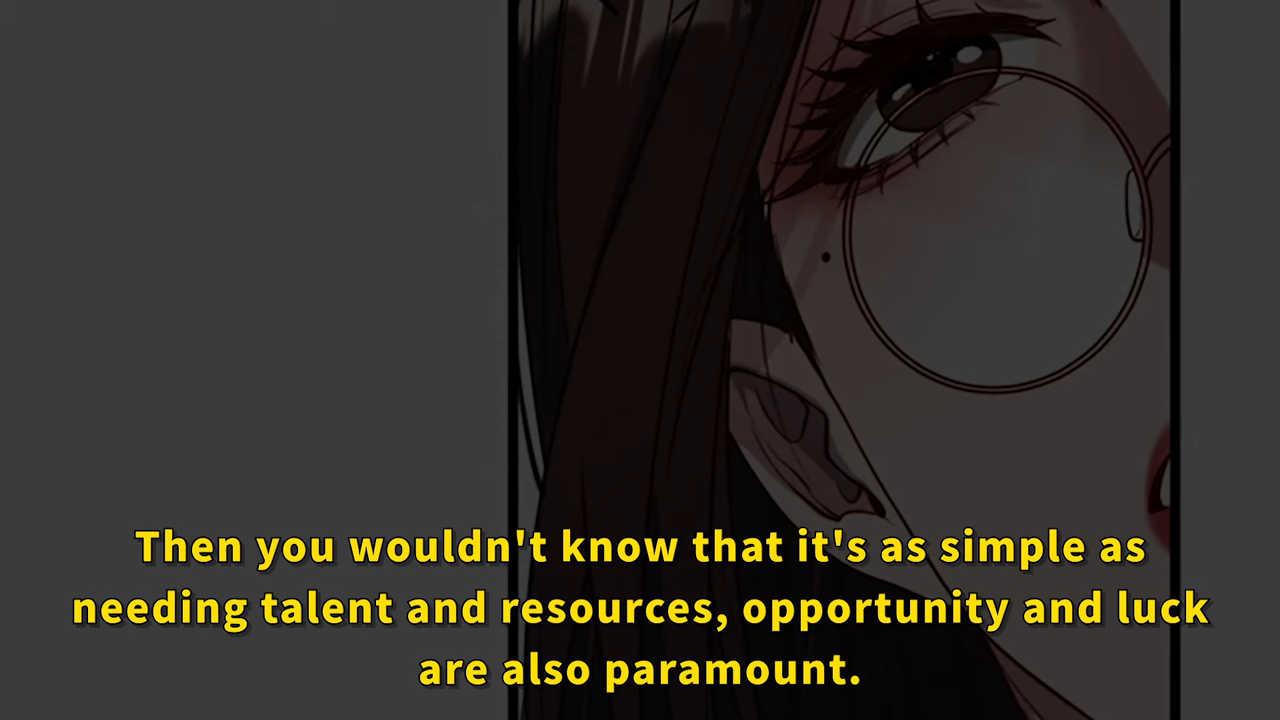 Then you wouldn't know that it's as simple as
needing talent and resources, opportunity and luck
are also paramount.